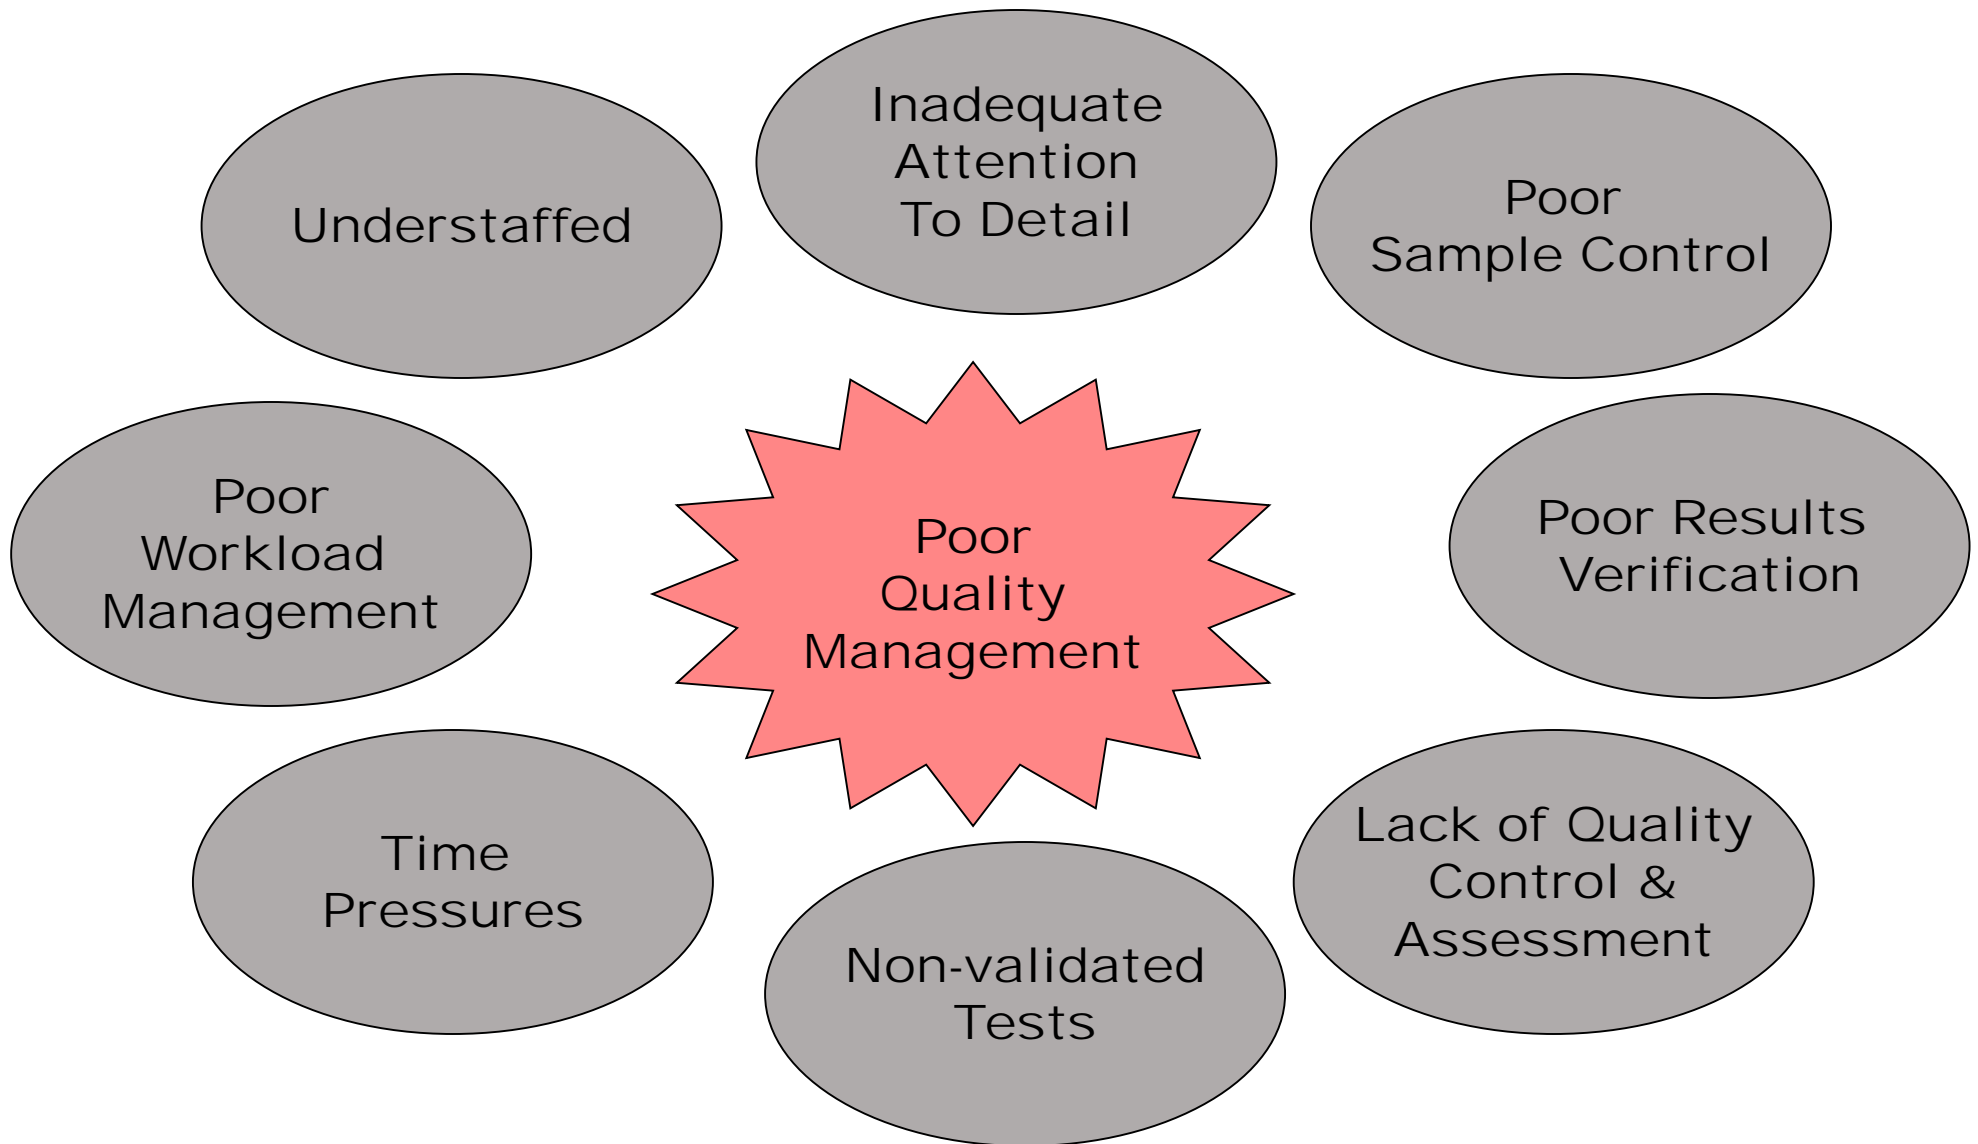 Inadequate
Attention
To Detail
Understaffed
Poor
Sample Control
Poor
Workload
Management
Poor
Quality
Management
Poor Results
Verification
Time
Pressures
Non-validated
Tests
Lack of Quality
Control &
Assessment